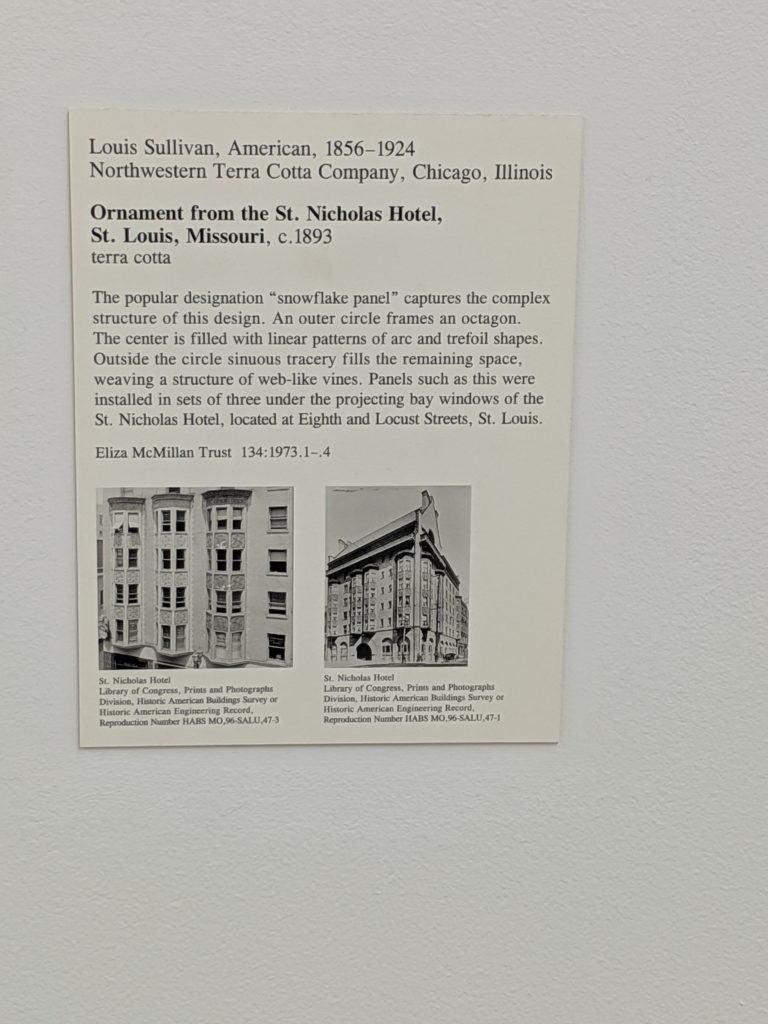 Louis Sullivan, American, 1856–1924
Northwestern Terra Cotta Company, Chicago, Illinois
Ornament from the St. Nicholas Hotel,
St. Louis, Missouri, c.1893
terra cotta
The popular designation “snowflake panel” captures the complex
structure of this design. An outer circle frames an octagon.
The center is filled with linear patterns of arc and trefoil shapes.
Outside the circle sinuous tracery fills the remaining space,
weaving a structure of web-like vines. Panels such as this were
installed in sets of three under the projecting bay windows of the
St. Nicholas Hotel, located at Eighth and Locust Streets, St. Louis.
Eliza McMillan Trust 134:1973.1–.4
St. Nicholas Hotel
Library of Congress, Prints and Photographs
Division, Historic American Buildings Survey or
Historic American Engineering Record,
Reproduction Number HABS MO,96-SALU,47-3
St. Nicholas Hotel
Library of Congress, Prints and Photographs
Division, Historic American Buildings Survey or
Historic American Engineering Record,
Reproduction Number HABS MO,96-SALU,47-1